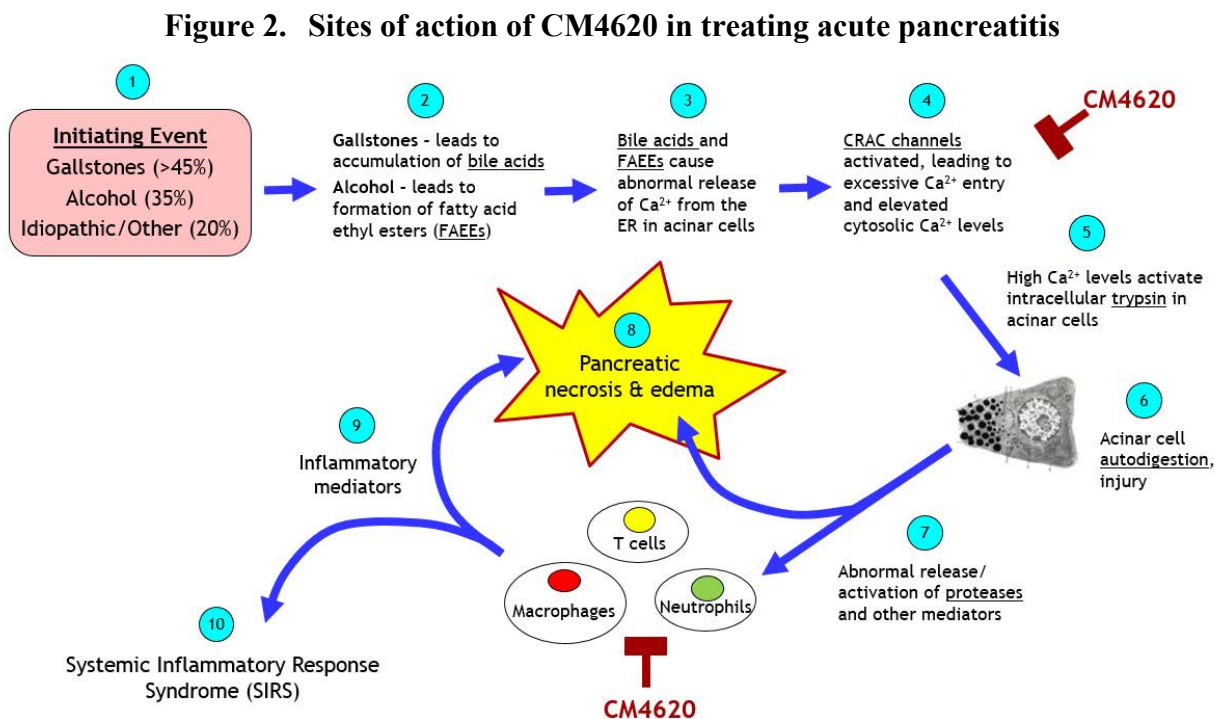 Figure 2. Sites of action of CM4620 in treating acute pancreatitis
1
Initiating Event
Gallstones (>45%)
Alcohol (35%)
Idiopathic/Other (20%)
2
Gallstones - leads to
accumulation of bile acids
Alcohol - leads to
formation of fatty acid
ethyl esters (FAEEs)
3
Bile acids and
FAEEs cause
abnormal release
of Ca²⁺ from the
ER in acinar cells
4
CRAC channels
activated, leading to
excessive Ca²⁺ entry
and elevated
cytosolic Ca²⁺ levels
CM4620
5
High Ca²⁺ levels activate
intracellular trypsin in
acinar cells
6
Acinar cell
autodigestion,
injury
7
Abnormal release/
activation of proteases
and other mediators
8
Pancreatic
necrosis & edema
T cells
Macrophages
Neutrophils
CM4620
9
Inflammatory
mediators
10
Systemic Inflammatory Response
Syndrome (SIRS)